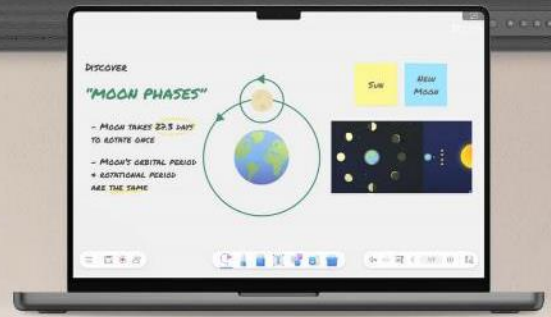 DISCOVER
"MOON PHASES"
- MOON TAKES 27.3 DAYS
TO ROTATE ONCE
- MOON'S ORBITAL PERIOD
+ ROTATIONAL PERIOD
ARE THE SAME
SUN
NEW
MOON